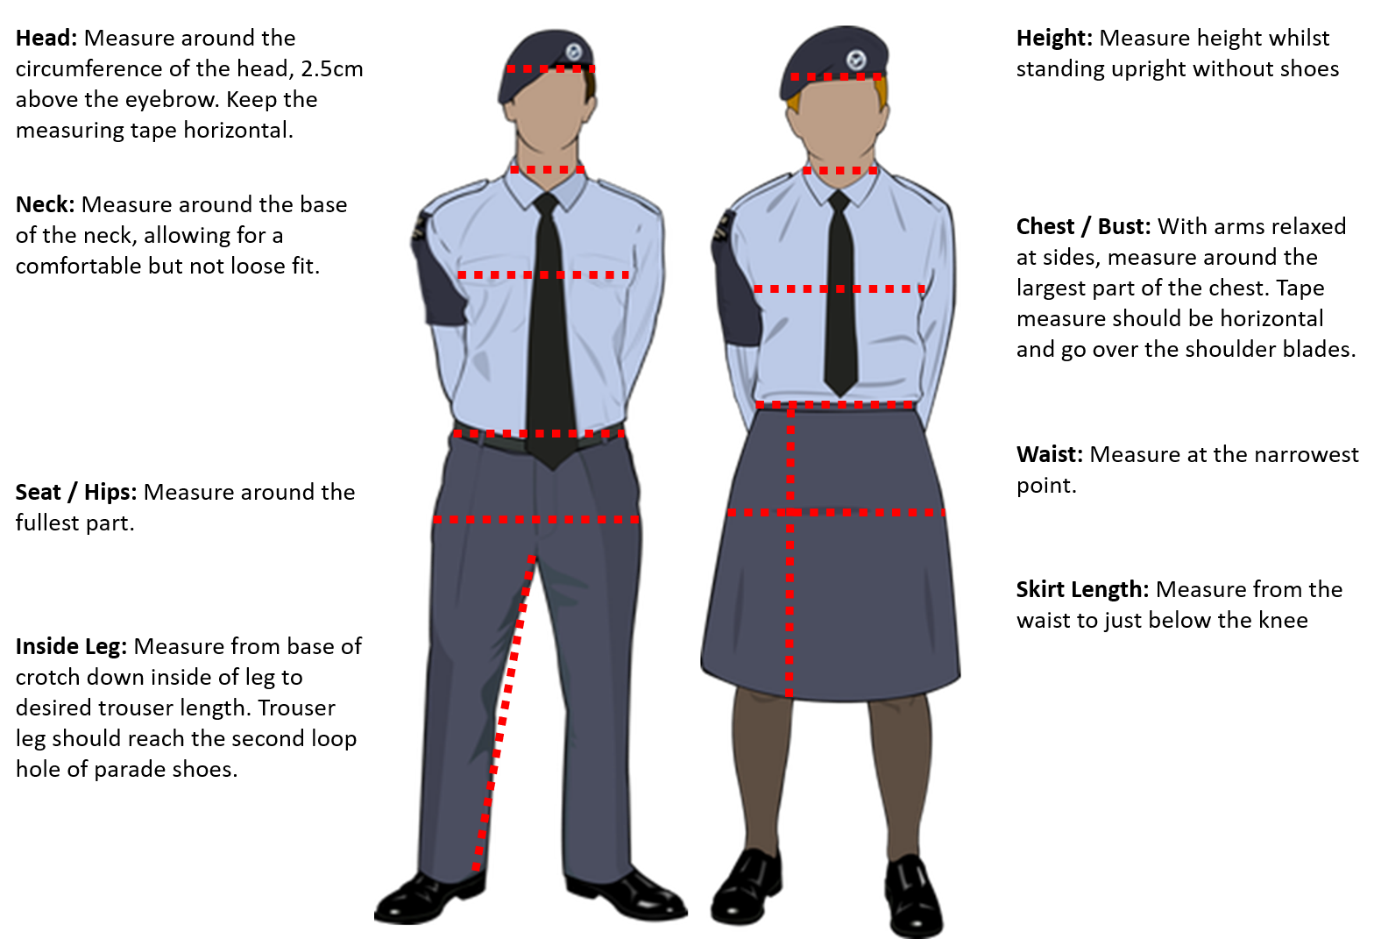 Head: Measure around the
circumference of the head, 2.5cm
above the eyebrow. Keep the
measuring tape horizontal.
Neck: Measure around the base
of the neck, allowing for a
comfortable but not loose fit.
Seat / Hips: Measure around the
fullest part.
Inside Leg: Measure from base of
crotch down inside of leg to
desired trouser length. Trouser
leg should reach the second loop
hole of parade shoes.
Height: Measure height whilst
standing upright without shoes
Chest / Bust: With arms relaxed
at sides, measure around the
largest part of the chest. Tape
measure should be horizontal
and go over the shoulder blades.
Waist: Measure at the narrowest
point.
Skirt Length: Measure from the
waist to just below the knee